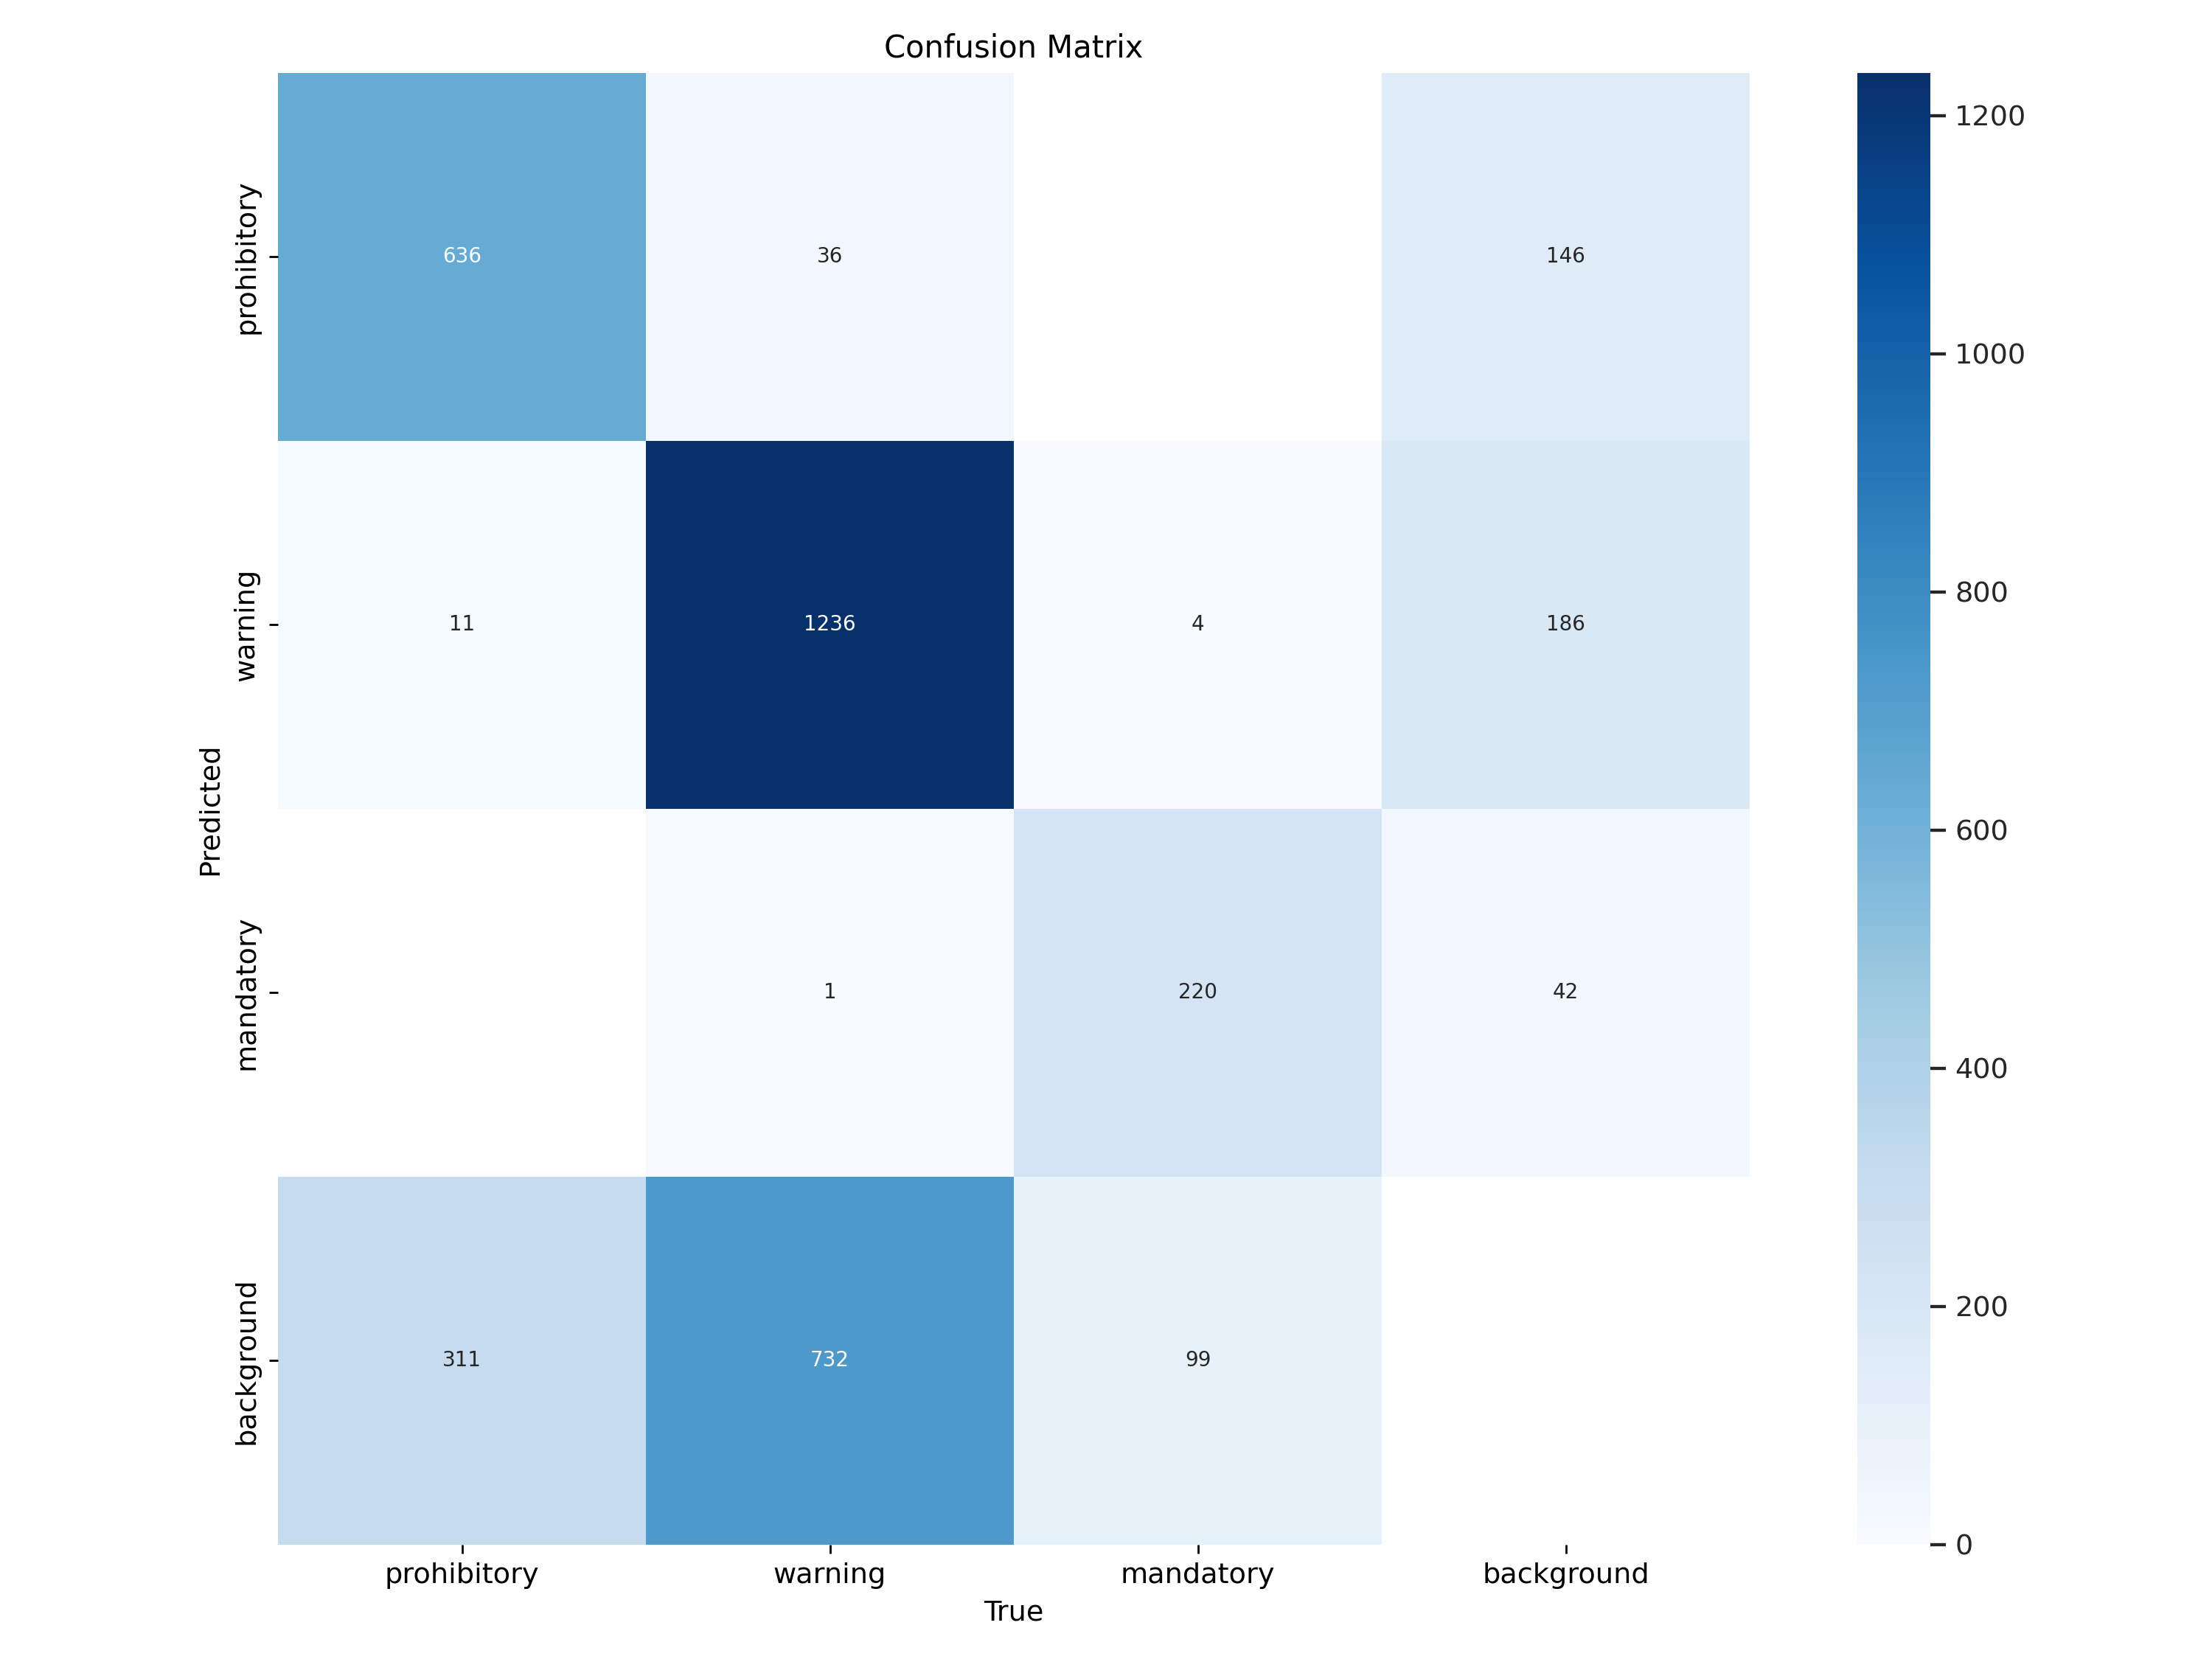 Confusion Matrix
prohibitory
636
36
146
warning
11
1236
4
186
mandatory
1
220
42
background
311
732
99
Predicted
prohibitory
warning
mandatory
background
True
1200
1000
800
600
400
200
0